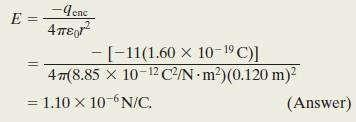 E = −q_enc / 4πε₀r²
= − [−11(1.60 × 10⁻¹⁹ C)] / 4π(8.85 × 10⁻¹² C²/N·m²)(0.120 m)²
= 1.10 × 10⁻⁶ N/C. (Answer)